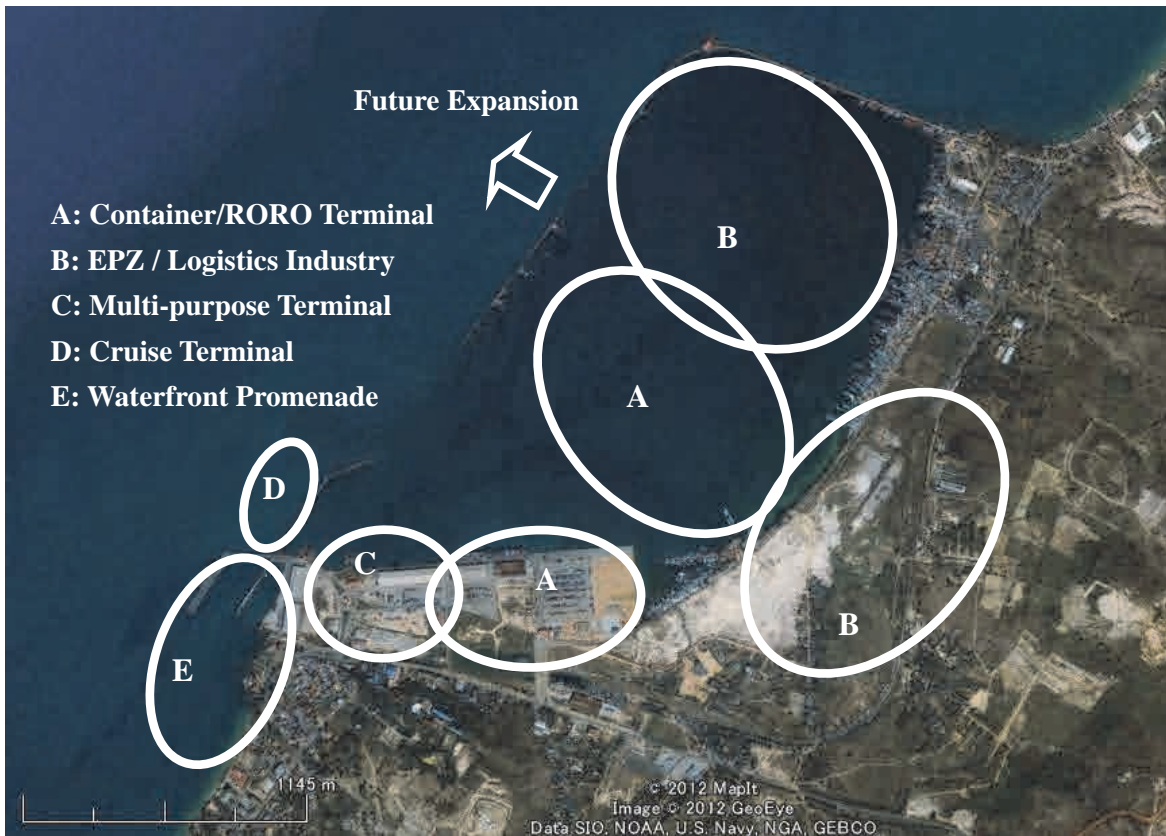 Future Expansion
A: Container/RORO Terminal
B: EPZ / Logistics Industry
C: Multi-purpose Terminal
D: Cruise Terminal
E: Waterfront Promenade
B
A
D
C
A
B
E
1145 m
© 2012 MapIt
Image © 2012 GeoEye
Data SIO, NOAA, U.S. Navy, NGA, GEBCO